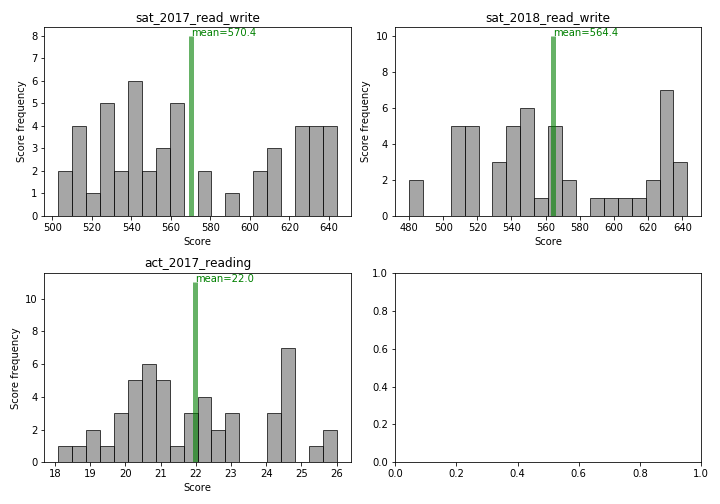 sat_2017_read_write
mean=570.4
8
7
6
5
4
3
2
1
0
Score frequency
500 520 540 560 580 600 620 640
Score
sat_2018_read_write
mean=564.4
10
8
6
4
2
0
Score frequency
480 500 520 540 560 580 600 620 640
Score
act_2017_reading
mean=22.0
10
8
6
4
2
0
Score frequency
18 19 20 21 22 23 24 25 26
Score
1.0
0.8
0.6
0.4
0.2
0.0
0.0 0.2 0.4 0.6 0.8 1.0